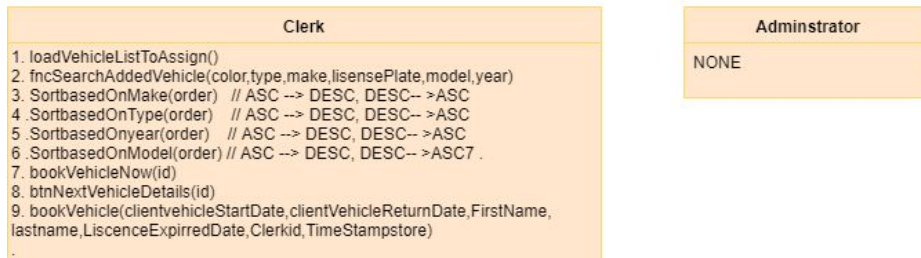 Clerk
1. loadVehicleListToAssign()
2. fncSearchAddedVehicle(color,type,make,lisensePlate,model,year)
3. SortbasedOnMake(order) // ASC --> DESC, DESC-- >ASC
4 .SortbasedOnType(order) // ASC --> DESC, DESC-- >ASC
5 .SortbasedOnyear(order) // ASC --> DESC, DESC-- >ASC
6 .SortbasedOnModel(order) // ASC --> DESC, DESC-- >ASC7 .
7. bookVehicleNow(id)
8. btnNextVehicleDetails(id)
9. bookVehicle(clientvehicleStartDate,clientVehicleReturnDate,FirstName,
lastname,LiscenceExpirredDate,Clerkid,TimeStampstore)
.
Adminstrator
NONE